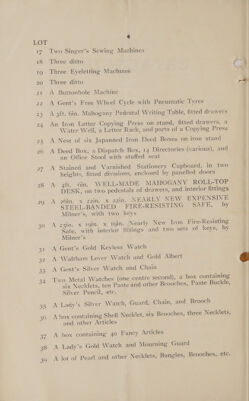 4
LOT
17 Two Singer's Sewing Machines
18 Three ditto
19 Three Eyeletting Machines
20 Three ditto
21 A Buttonhole Machine
22 A Gent's Free Wheel Cycle with Pneumatic Tyres
23 A 3ft. 6in. Mahogany Pedestal Writing Table, fitted drawers
24 An Iron Letter Copying Press on stand, fitted drawers, a
Water Well, a Letter Rack, and parts of a Copying Press
25 A Nest of six Japanned Iron Deed Boxes on iron stand
26 A Deed Box, a Dispatch Box, 14 Directories (various), and
an Office Stool with stuffed seat
27 A Stained and Varnished Stationery Cupboard, in two
heights, fitted divisions, enclosed by panelled doors
28 A 4ft. 6in. WELL-MADE MAHOGANY ROLL-TOP
DESK, on two pedestals of drawers, and interior fittings
29 A 26in. x 22in. x 22in. NEARLY NEW EXPENSIVE
STEEL-BANDED FIRE-RESISTING SAFE, by
Milner's, with two keys
30 A 25in. x 19in. x 19in. Nearly New Iron Fire-Resisting
Safe, with interior fittings and two sets of keys, by
Milner's
31 A Gent's Gold Keyless Watch
32 A Waltham Lever Watch and Gold Albert
33 A Gent's Silver Watch and Chain
34 Two Metal Watches (one centre second), a box containing
six Necklets, ten Paste and other Brooches, Paste Buckle,
Silver Pencil, etc.
35 A Lady's Silver Watch, Guard, Chain, and Brooch
36 A box containing Shell Necklet, six Brooches, three Necklets,
and other Articles
37 A box containing 40 Fancy Articles
38 A Lady's Gold Watch and Mourning Guard
39 A lot of Pearl and other Necklets, Bangles, Brooches, etc.